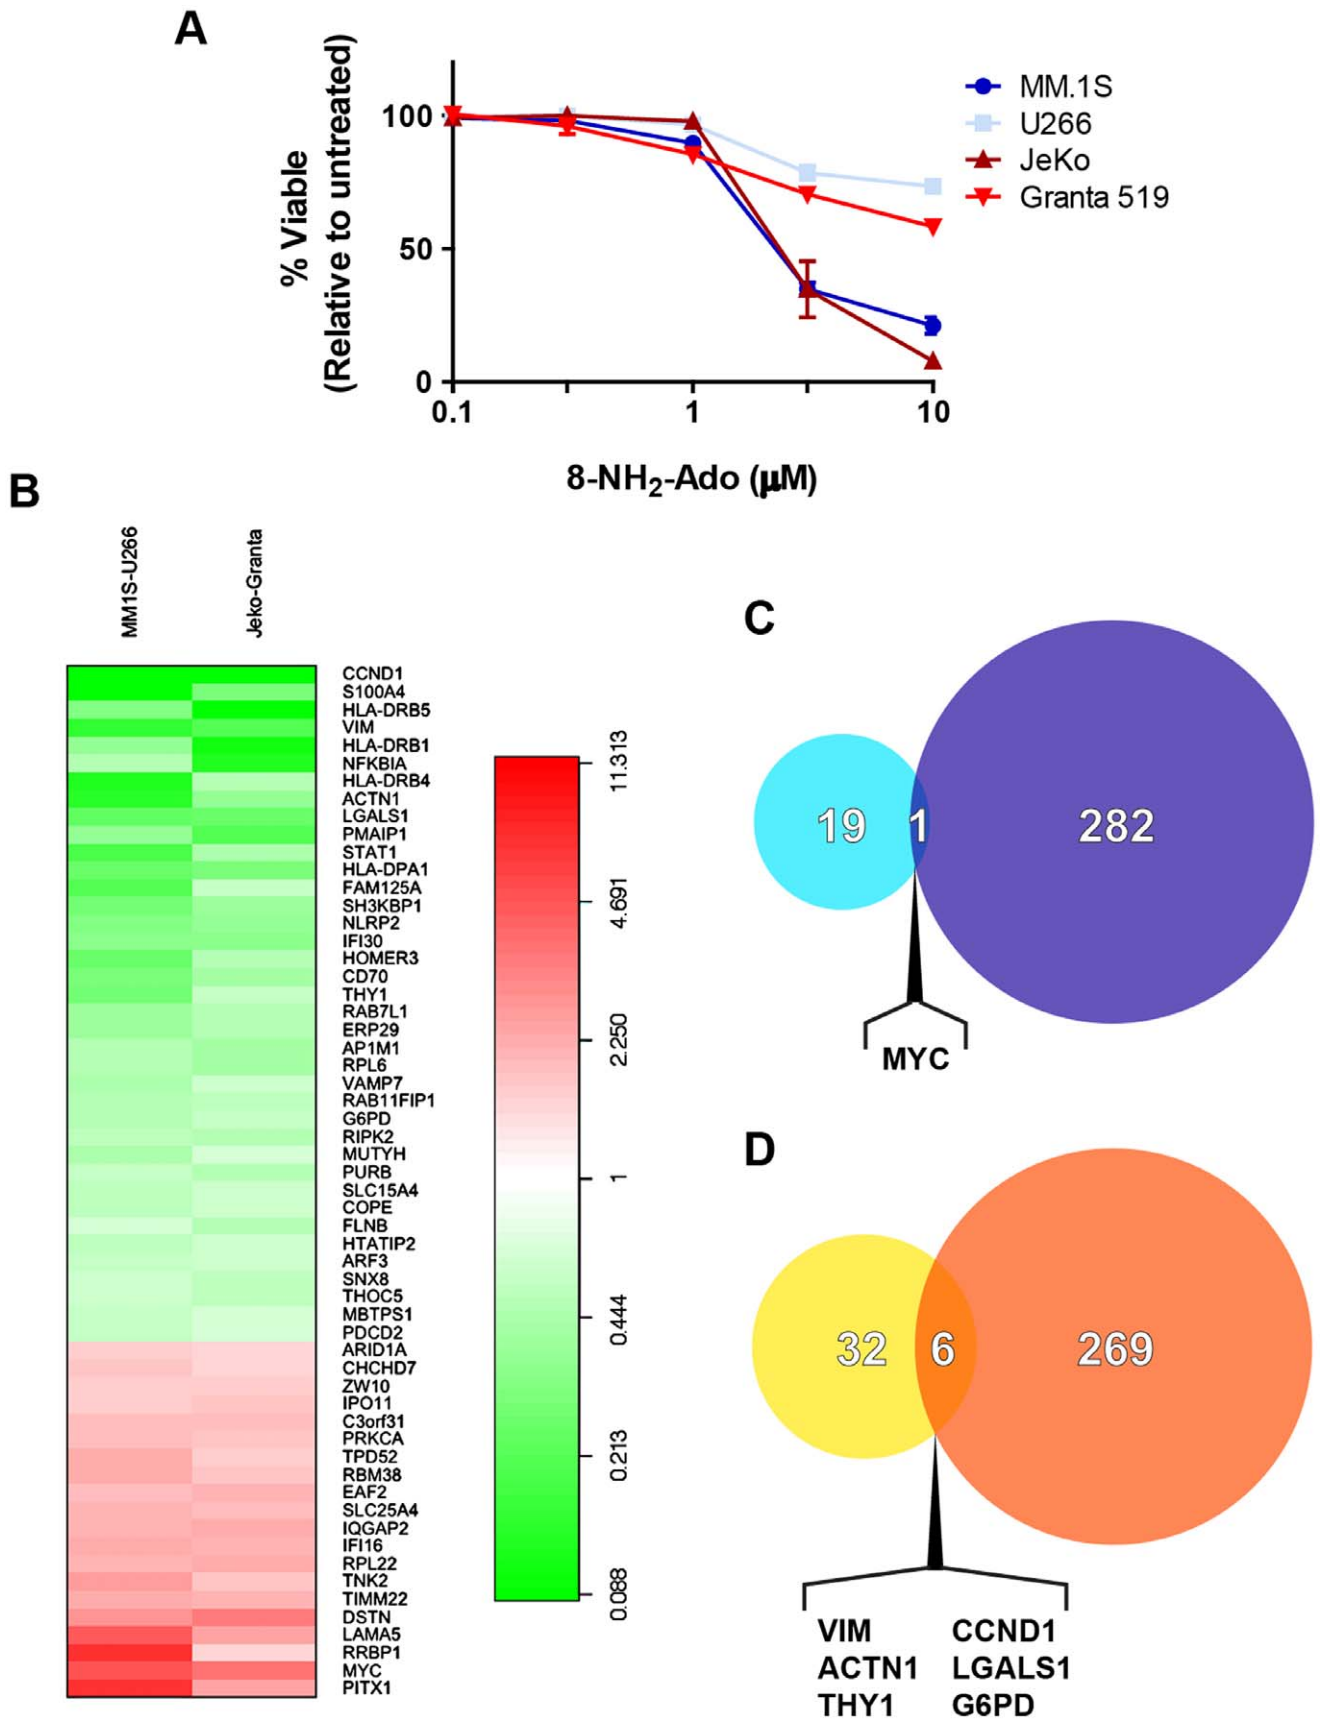 A
% Viable
(Relative to untreated)
100
50
0
0.1
1
10
8-NH₂-Ado (μM)
MM.1S
U266
JeKo
Granta 519
B
MM1S-U266
Jeko-Granta
CCND1
S100A4
HLA-DRB5
VIM
HLA-DRB1
NFKBIA
HLA-DRB4
ACTN1
LGALS1
PMAIP1
STAT1
HLA-DPA1
FAM125A
SH3KBP1
NLRP2
IFI30
HOMER3
CD70
THY1
RAB7L1
ERP29
AP1M1
RPL6
VAMP7
RAB11FIP1
G6PD
RIPK2
MUTYH
PURB
SLC15A4
COPE
FLNB
HTATIP2
ARF3
SNX8
THOC5
MBTPS1
PDCD2
ARID1A
CHCHD7
ZW10
IPO11
C3orf31
PRKCA
TPD52
RBM38
EAF2
SLC25A4
IQGAP2
IFI16
RPL22
TNK2
TIMM22
DSTN
LAMA5
RRBP1
MYC
PITX1
11.313
4.691
2.250
1
0.444
0.213
0.088
C
19
1
282
MYC
D
32
6
269
VIM CCND1
ACTN1 LGALS1
THY1 G6PD